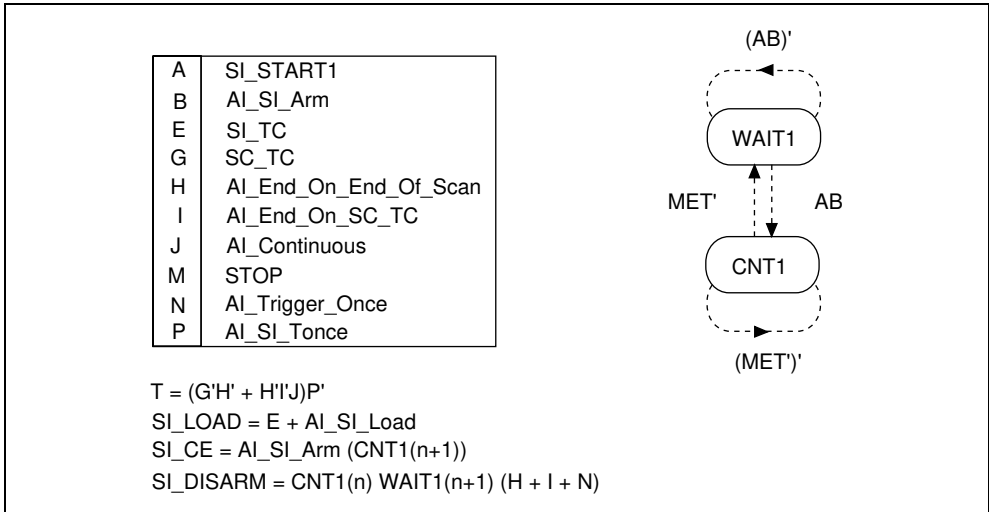 A SI_START1
B AI_SI_Arm
E SI_TC
G SC_TC
H AI_End_On_End_Of_Scan
I AI_End_On_SC_TC
J AI_Continuous
M STOP
N AI_Trigger_Once
P AI_SI_Tonce
(AB)'
WAIT1
MET' AB
CNT1
(MET')'
T = (G'H' + H'I'J)P'
SI_LOAD = E + AI_SI_Load
SI_CE = AI_SI_Arm (CNT1(n+1))
SI_DISARM = CNT1(n) WAIT1(n+1) (H + I + N)